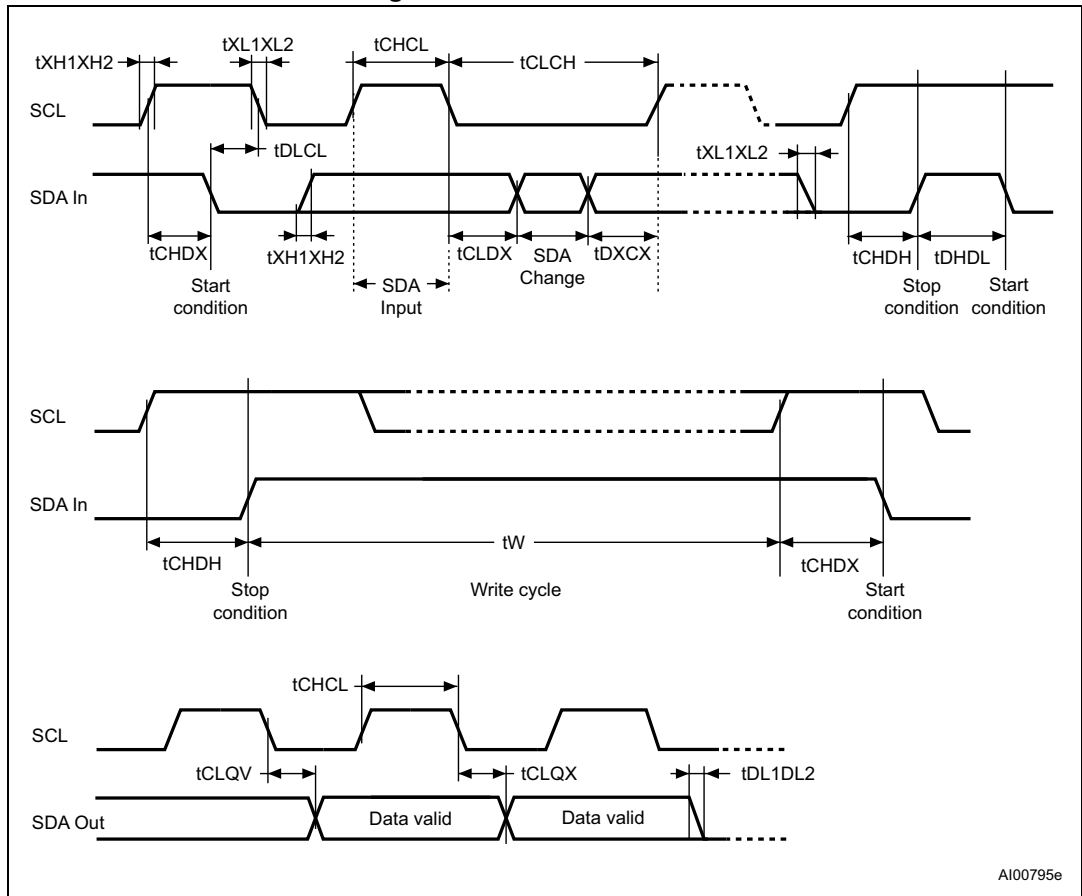 tXH1XH2
tXL1XL2
tCHCL
tCLCH
SCL
tDLCL
tXL1XL2
SDA In
tCHDX
tXH1XH2
tCLDX
SDA
Change
tDXCX
tCHDH
tDHDL
Start
condition
SDA
Input
Stop
condition
Start
condition
SCL
SDA In
tCHDH
tW
tCHDX
Stop
condition
Write cycle
Start
condition
tCHCL
SCL
tCLQV
tCLQX
tDL1DL2
SDA Out
Data valid
Data valid
AI00795e